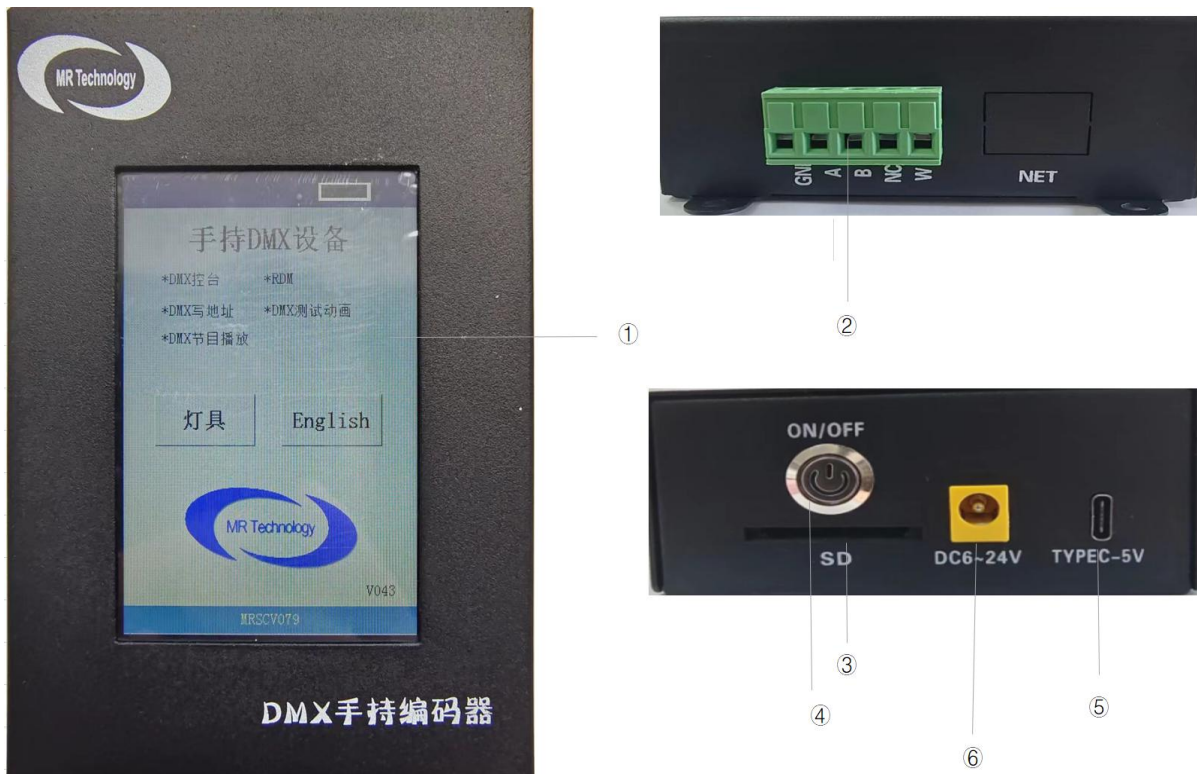 MR Technology
手持DMX设备
*DMX控台 *RDM
*DMX写地址 *DMX测试动画
*DMX节目播放
灯具 English
MR Technology
V043
MRSCV079
DMX手持编码器
①
GND A B NC W
NET
②
ON/OFF
SD DC6~24V TYPEC-5V
③
④
⑤
⑥